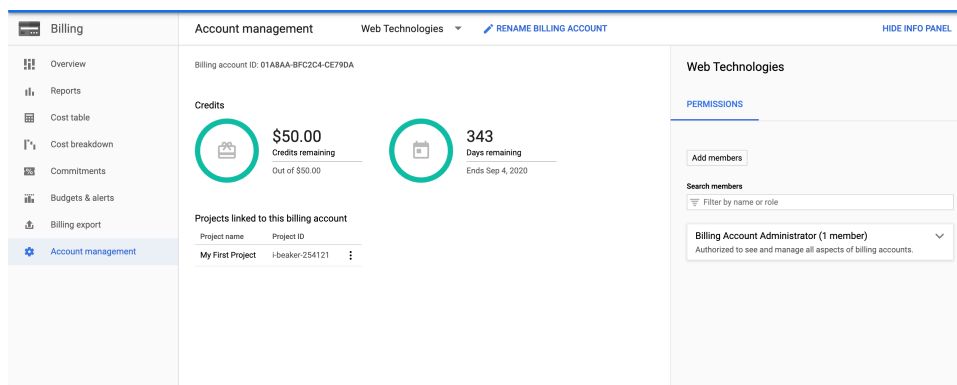 Billing
Account management
Web Technologies
RENAME BILLING ACCOUNT
HIDE INFO PANEL
Overview
Reports
Cost table
Cost breakdown
Commitments
Budgets & alerts
Billing export
Account management
Billing account ID: 01A8AA-BFC2C4-CE79DA
Credits
$50.00
Credits remaining
Out of $50.00
343
Days remaining
Ends Sep 4, 2020
Projects linked to this billing account
Project name Project ID
My First Project i-beaker-254121
Web Technologies
PERMISSIONS
Add members
Search members
Filter by name or role
Billing Account Administrator (1 member)
Authorized to see and manage all aspects of billing accounts.